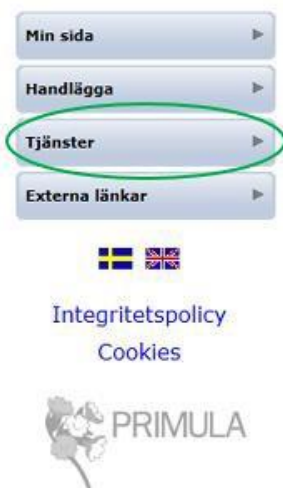 Min sida
Handlägga
Tjänster
Externa länkar
Integritetspolicy
Cookies
PRIMULA